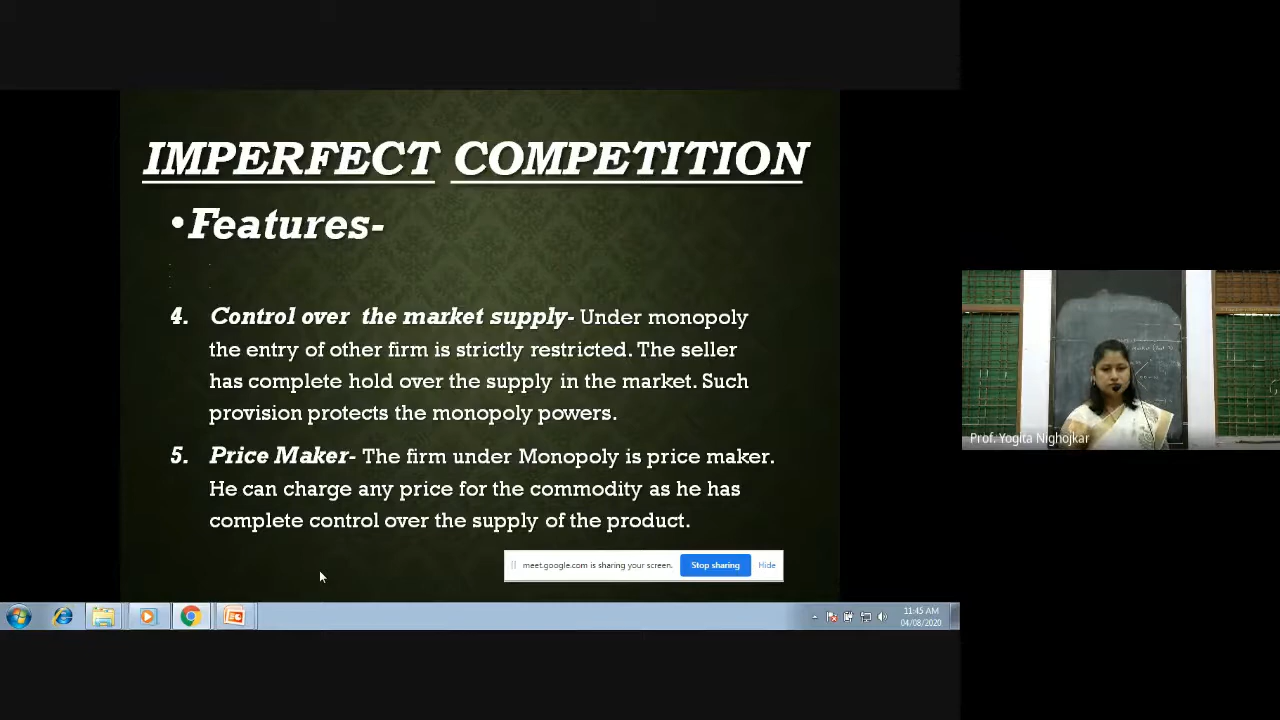 IMPERFECT COMPETITION
•Features-
4. Control over the market supply- Under monopoly
the entry of other firm is strictly restricted. The seller
has complete hold over the supply in the market. Such
provision protects the monopoly powers.
5. Price Maker- The firm under Monopoly is price maker.
He can charge any price for the commodity as he has
complete control over the supply of the product.
meet.google.com is sharing your screen. Stop sharing Hide
11:45 AM
04/08/2020
Prof. Yogita Nighojkar